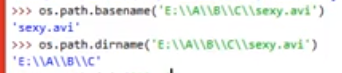 >>> os.path.basename('E:\\A\\B\\C\\sexy.avi')
'sexy.avi'
>>> os.path.dirname('E:\\A\\B\\C\\sexy.avi')
'E:\\A\\B\\C'